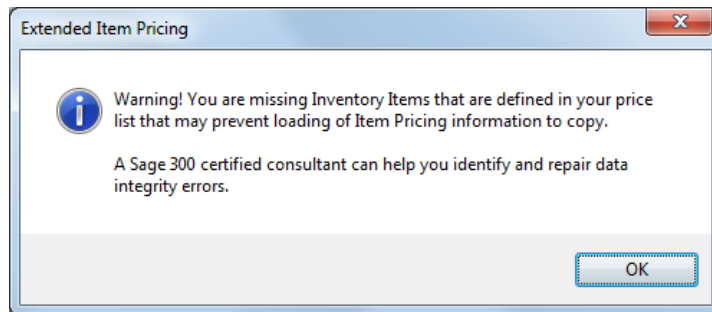 Extended Item Pricing
Warning! You are missing Inventory Items that are defined in your price
list that may prevent loading of Item Pricing information to copy.
A Sage 300 certified consultant can help you identify and repair data
integrity errors.
OK